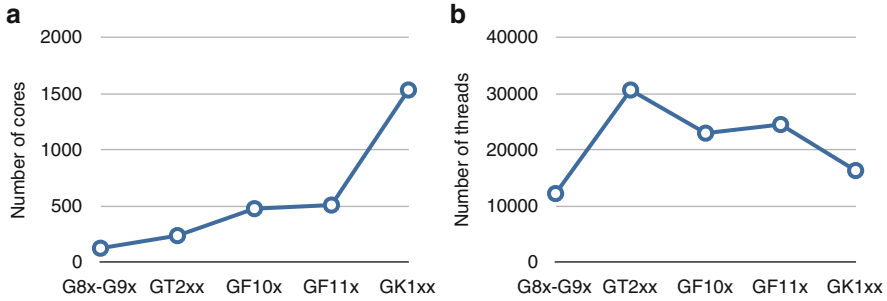 a
2000
1500
1000
500
0
Number of cores
G8x-G9x GT2xx GF10x GF11x GK1xx
b
40000
30000
20000
10000
0
Number of threads
G8x-G9x GT2xx GF10x GF11x GK1xx